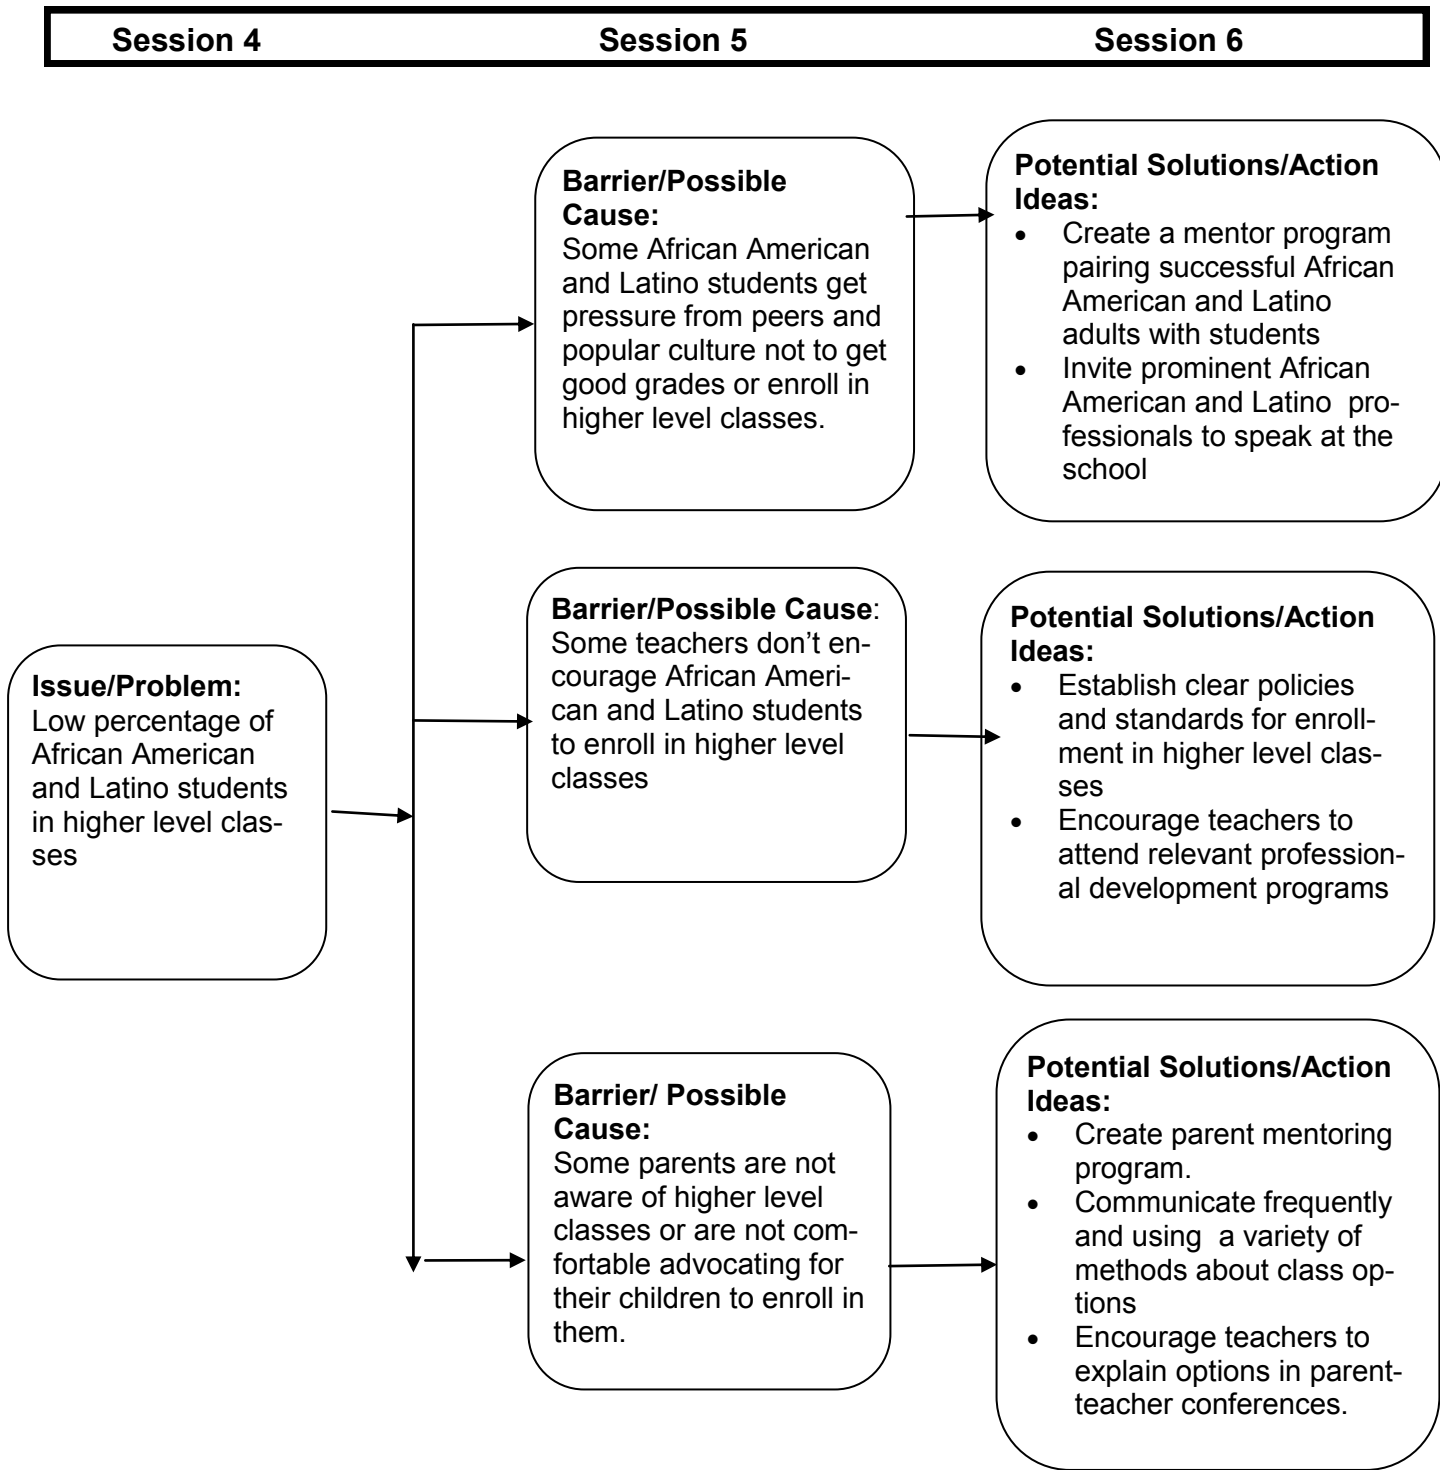 Session 4 Session 5 Session 6
Issue/Problem:
Low percentage of
African American
and Latino students
in higher level clas-
ses
Barrier/Possible
Cause:
Some African American
and Latino students get
pressure from peers and
popular culture not to get
good grades or enroll in
higher level classes.
Potential Solutions/Action
Ideas:
• Create a mentor program
pairing successful African
American and Latino
adults with students
• Invite prominent African
American and Latino pro-
fessionals to speak at the
school
Barrier/Possible Cause:
Some teachers don’t en-
courage African Ameri-
can and Latino students
to enroll in higher level
classes
Potential Solutions/Action
Ideas:
• Establish clear policies
and standards for enroll-
ment in higher level clas-
ses
• Encourage teachers to
attend relevant profession-
al development programs
Barrier/ Possible
Cause:
Some parents are not
aware of higher level
classes or are not com-
fortable advocating for
their children to enroll in
them.
Potential Solutions/Action
Ideas:
• Create parent mentoring
program.
• Communicate frequently
and using a variety of
methods about class op-
tions
• Encourage teachers to
explain options in parent-
teacher conferences.